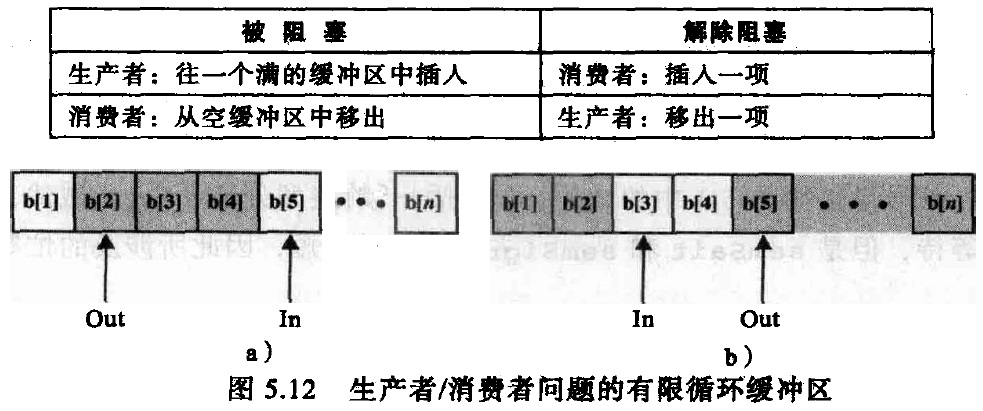 被 阻 塞 解除阻塞
生产者：往一个满的缓冲区中插人 消费者：插入一项
消费者：从空缓冲区中移出 生产者：移出一项
b[1] b[2] b[3] b[4] b[5] • • • b[n] b[1] b[2] b[3] b[4] b[5] • • • b[n]
Out In In Out
a） b）
图 5.12 生产者/消费者问题的有限循环缓冲区